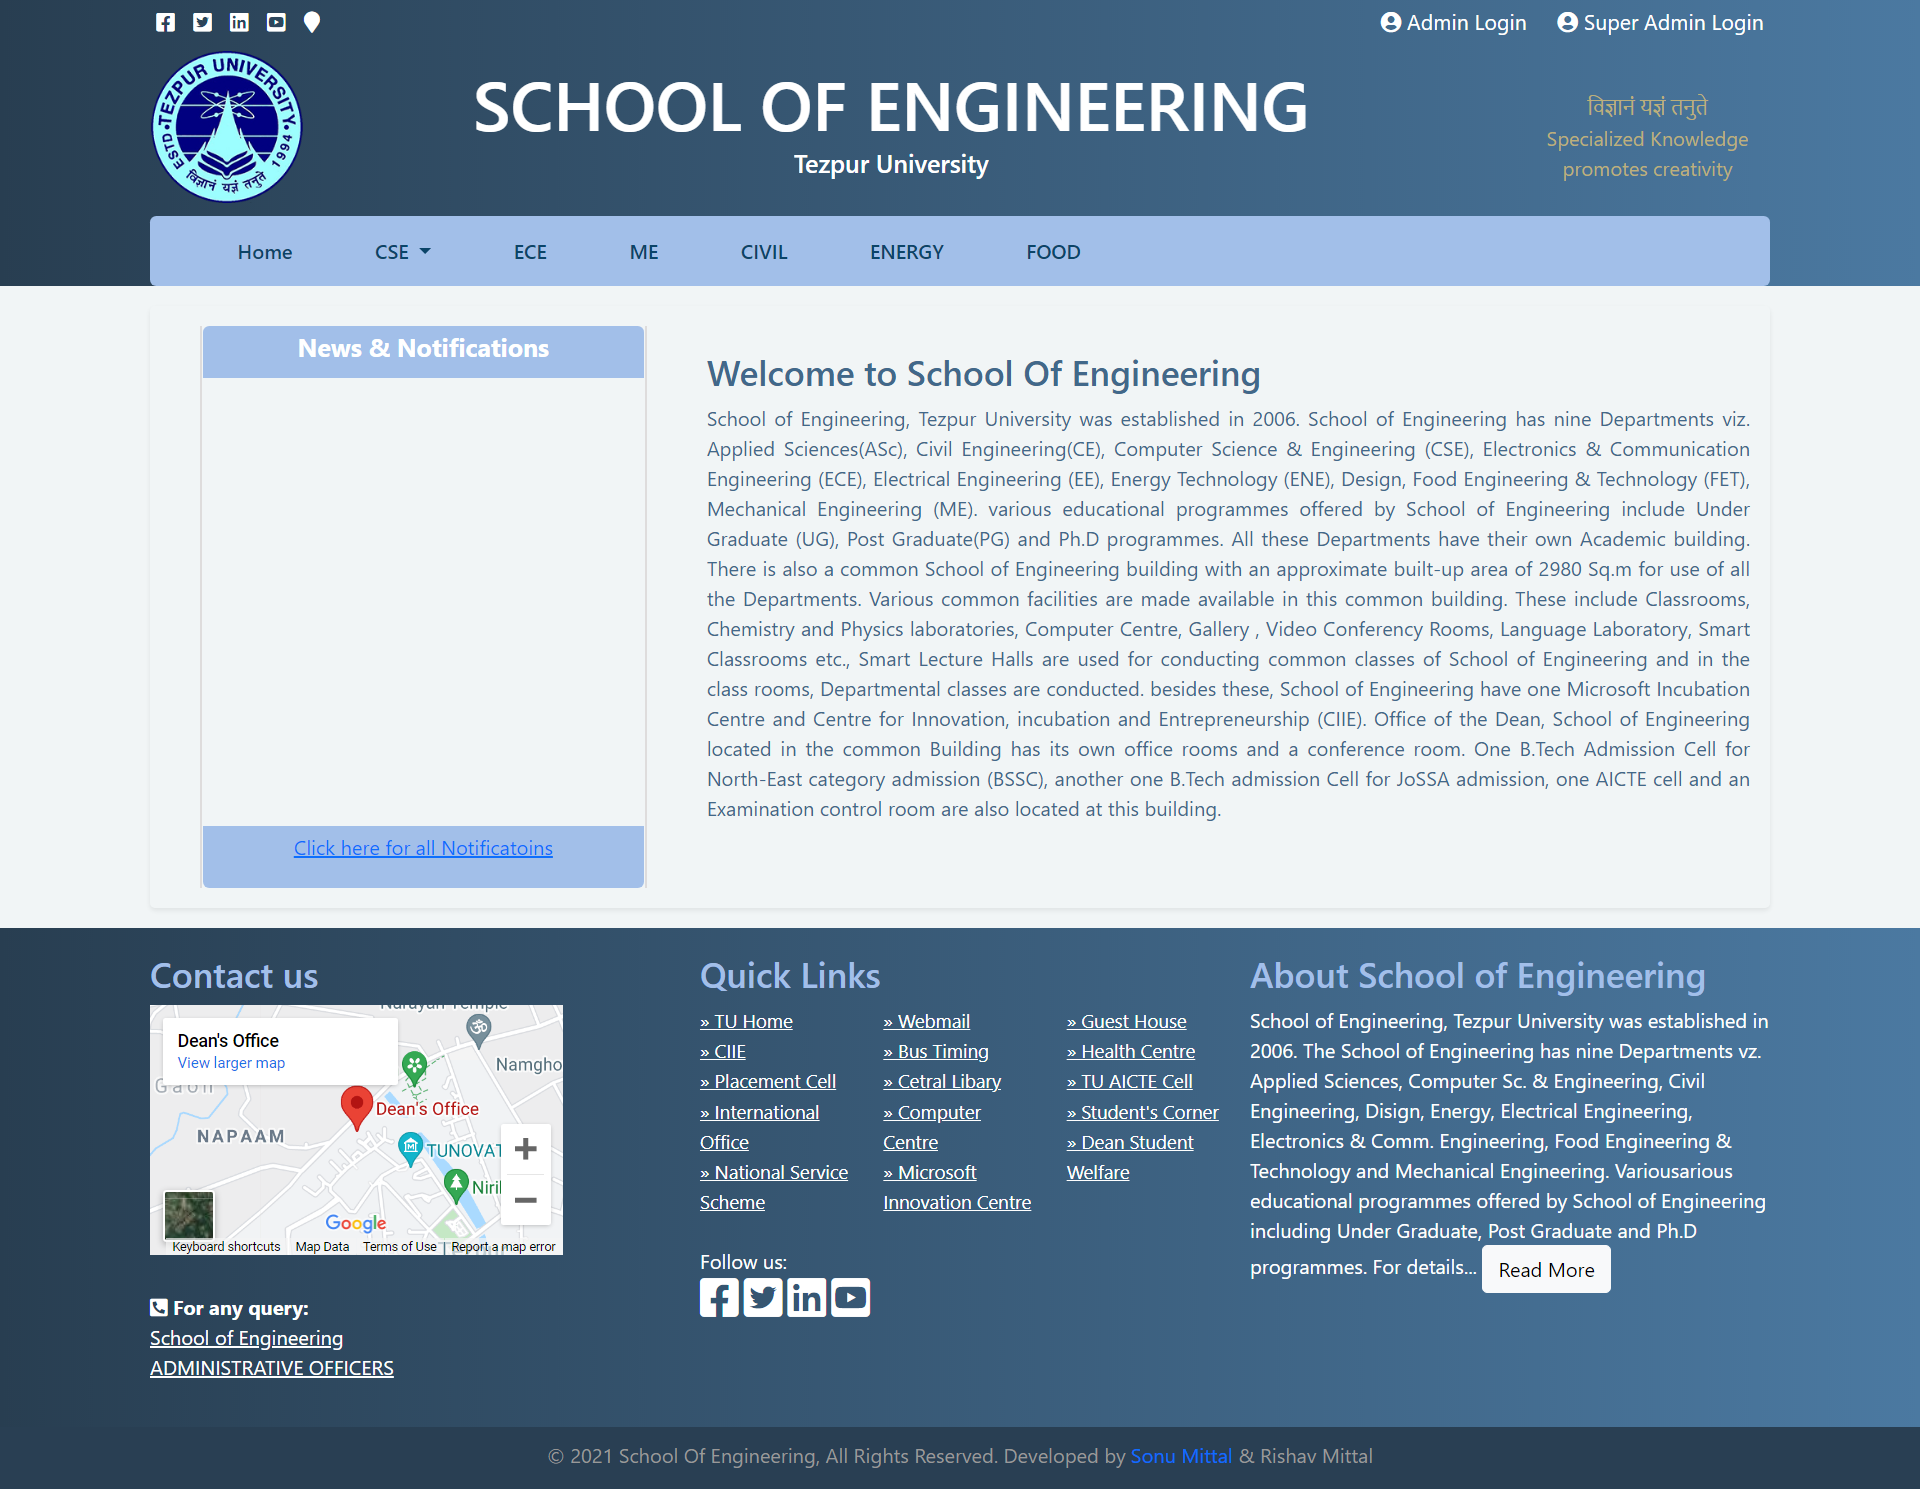 Admin Login
Super Admin Login
TEZPUR UNIVERSITY
ESTD
1994
विज्ञानं यज्ञं तनुते
SCHOOL OF ENGINEERING
Tezpur University
विज्ञानं यज्ञं तनुते
Specialized Knowledge
promotes creativity
Home
CSE
ECE
ME
CIVIL
ENERGY
FOOD
News & Notifications
Click here for all Notificatoins
Welcome to School Of Engineering
School of Engineering, Tezpur University was established in 2006. School of Engineering has nine Departments viz.
Applied Sciences(ASc), Civil Engineering(CE), Computer Science & Engineering (CSE), Electronics & Communication
Engineering (ECE), Electrical Engineering (EE), Energy Technology (ENE), Design, Food Engineering & Technology (FET),
Mechanical Engineering (ME). various educational programmes offered by School of Engineering include Under
Graduate (UG), Post Graduate(PG) and Ph.D programmes. All these Departments have their own Academic building.
There is also a common School of Engineering building with an approximate built-up area of 2980 Sq.m for use of all
the Departments. Various common facilities are made available in this common building. These include Classrooms,
Chemistry and Physics laboratories, Computer Centre, Gallery , Video Conferency Rooms, Language Laboratory, Smart
Classrooms etc., Smart Lecture Halls are used for conducting common classes of School of Engineering and in the
class rooms, Departmental classes are conducted. besides these, School of Engineering have one Microsoft Incubation
Centre and Centre for Innovation, incubation and Entrepreneurship (CIIE). Office of the Dean, School of Engineering
located in the common Building has its own office rooms and a conference room. One B.Tech Admission Cell for
North-East category admission (BSSC), another one B.Tech admission Cell for JoSSA admission, one AICTE cell and an
Examination control room are also located at this building.
Contact us
Narayan Temple
Dean's Office
View larger map
Gaon
Namgho
Dean's Office
NAPAAM
TUNOVAT
Niril
Google
Keyboard shortcuts
Map Data
Terms of Use
Report a map error
For any query:
School of Engineering
ADMINISTRATIVE OFFICERS
Quick Links
» TU Home
» CIIE
» Placement Cell
» International
Office
» National Service
Scheme
» Webmail
» Bus Timing
» Cetral Libary
» Computer
Centre
» Microsoft
Innovation Centre
» Guest House
» Health Centre
» TU AICTE Cell
» Student's Corner
» Dean Student
Welfare
Follow us:
About School of Engineering
School of Engineering, Tezpur University was established in
2006. The School of Engineering has nine Departments vz.
Applied Sciences, Computer Sc. & Engineering, Civil
Engineering, Disign, Energy, Electrical Engineering,
Electronics & Comm. Engineering, Food Engineering &
Technology and Mechanical Engineering. Variousarious
educational programmes offered by School of Engineering
including Under Graduate, Post Graduate and Ph.D
programmes. For details... Read More
© 2021 School Of Engineering, All Rights Reserved. Developed by Sonu Mittal & Rishav Mittal